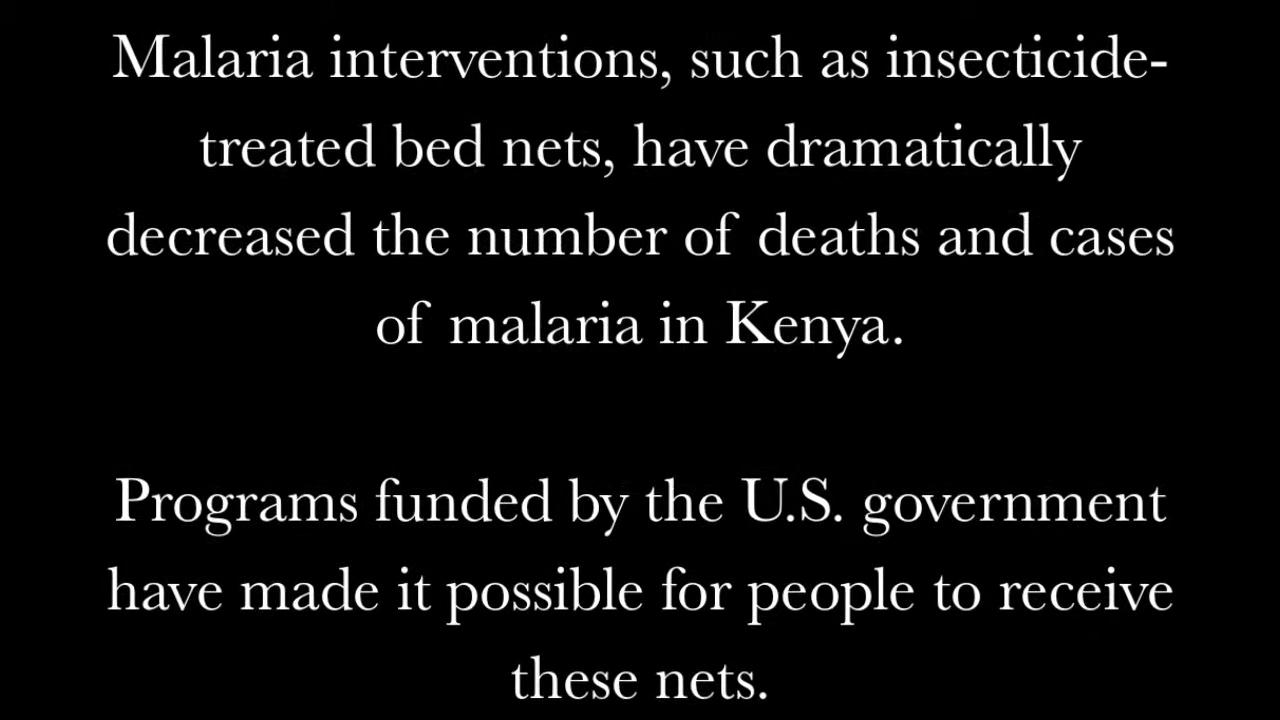 Malaria interventions, such as insecticide-
treated bed nets, have dramatically
decreased the number of deaths and cases
of malaria in Kenya.
Programs funded by the U.S. government
have made it possible for people to receive
these nets.